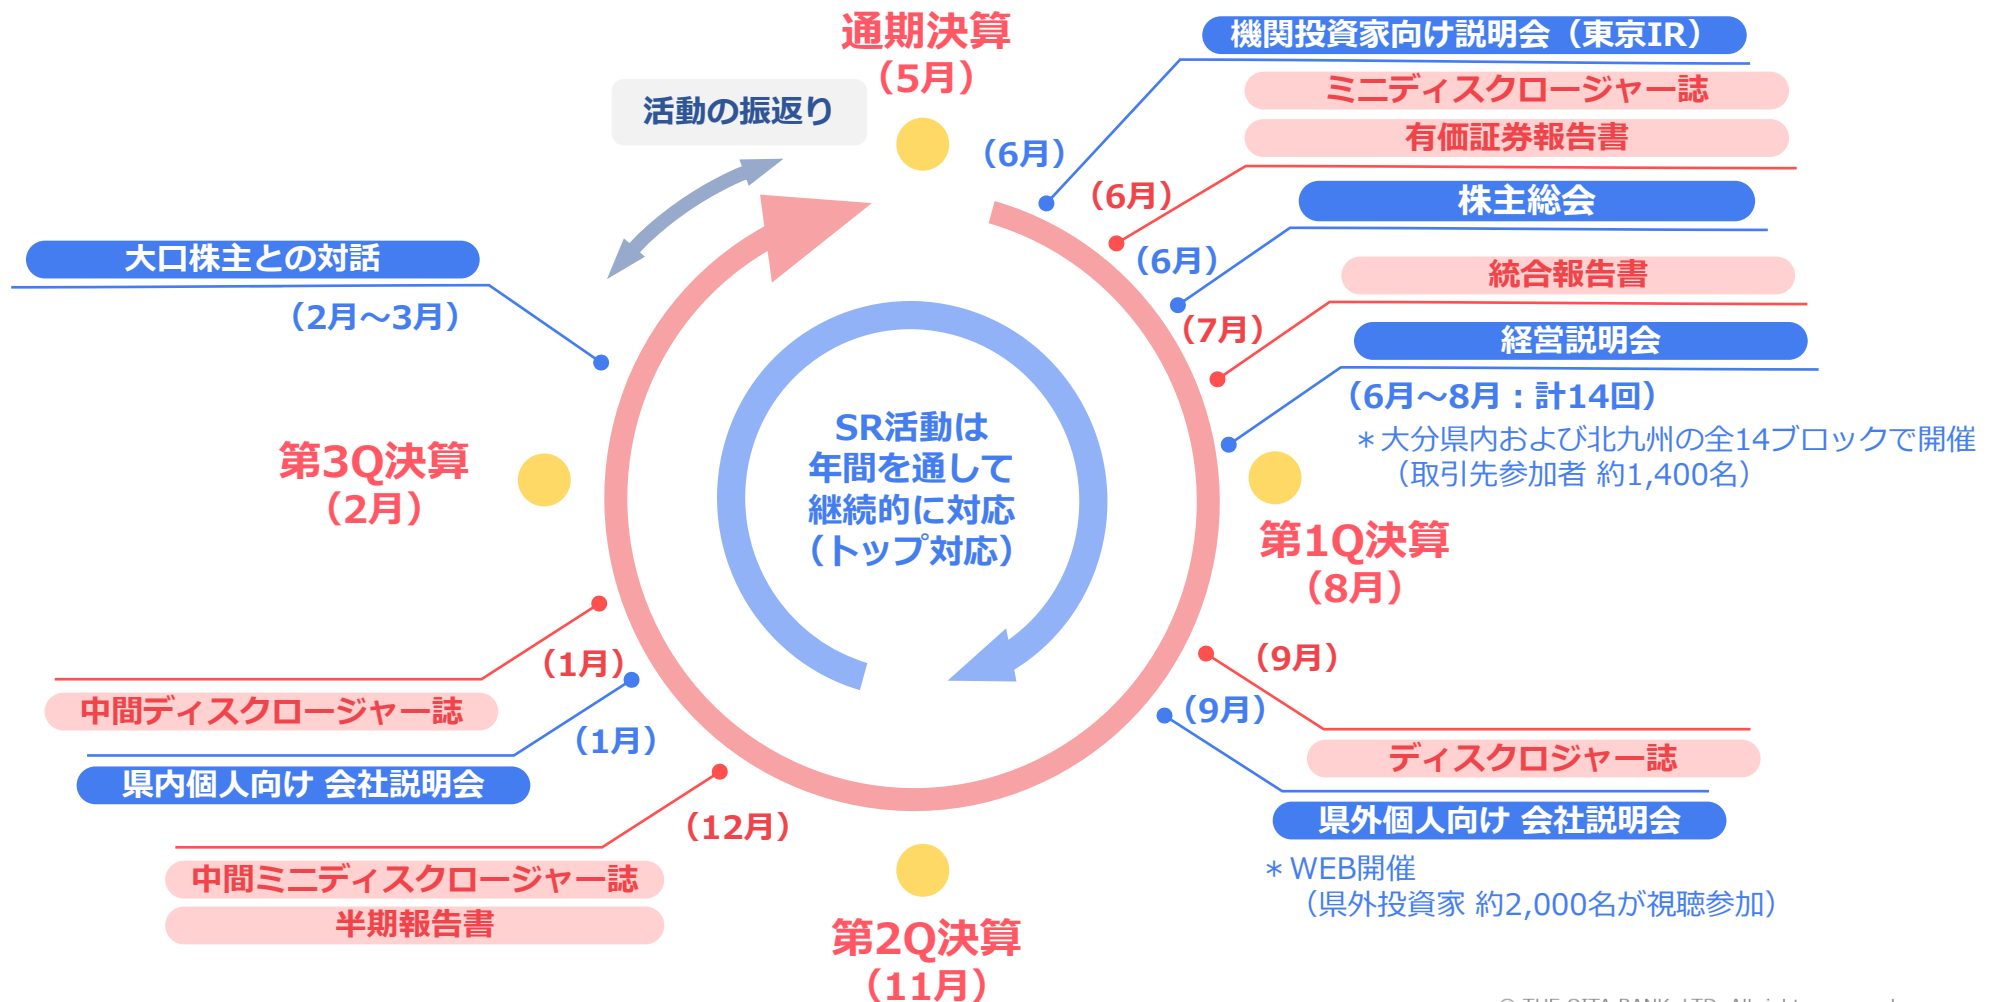 通期決算
（5月）
活動の振返り
機関投資家向け説明会（東京IR）
（6月）
ミニディスクロージャー誌
有価証券報告書
（6月）
株主総会
（6月）
統合報告書
（7月）
経営説明会
（6月～8月：計14回）
＊大分県内および北九州の全14ブロックで開催
（取引先参加者 約1,400名）
第1Q決算
（8月）
（9月）
ディスクロジャー誌
（9月）
県外個人向け 会社説明会
＊WEB開催
（県外投資家 約2,000名が視聴参加）
第2Q決算
（11月）
（12月）
中間ミニディスクロージャー誌
半期報告書
（1月）
中間ディスクロージャー誌
（1月）
県内個人向け 会社説明会
第3Q決算
（2月）
大口株主との対話
（2月～3月）
SR活動は
年間を通して
継続的に対応
（トップ対応）